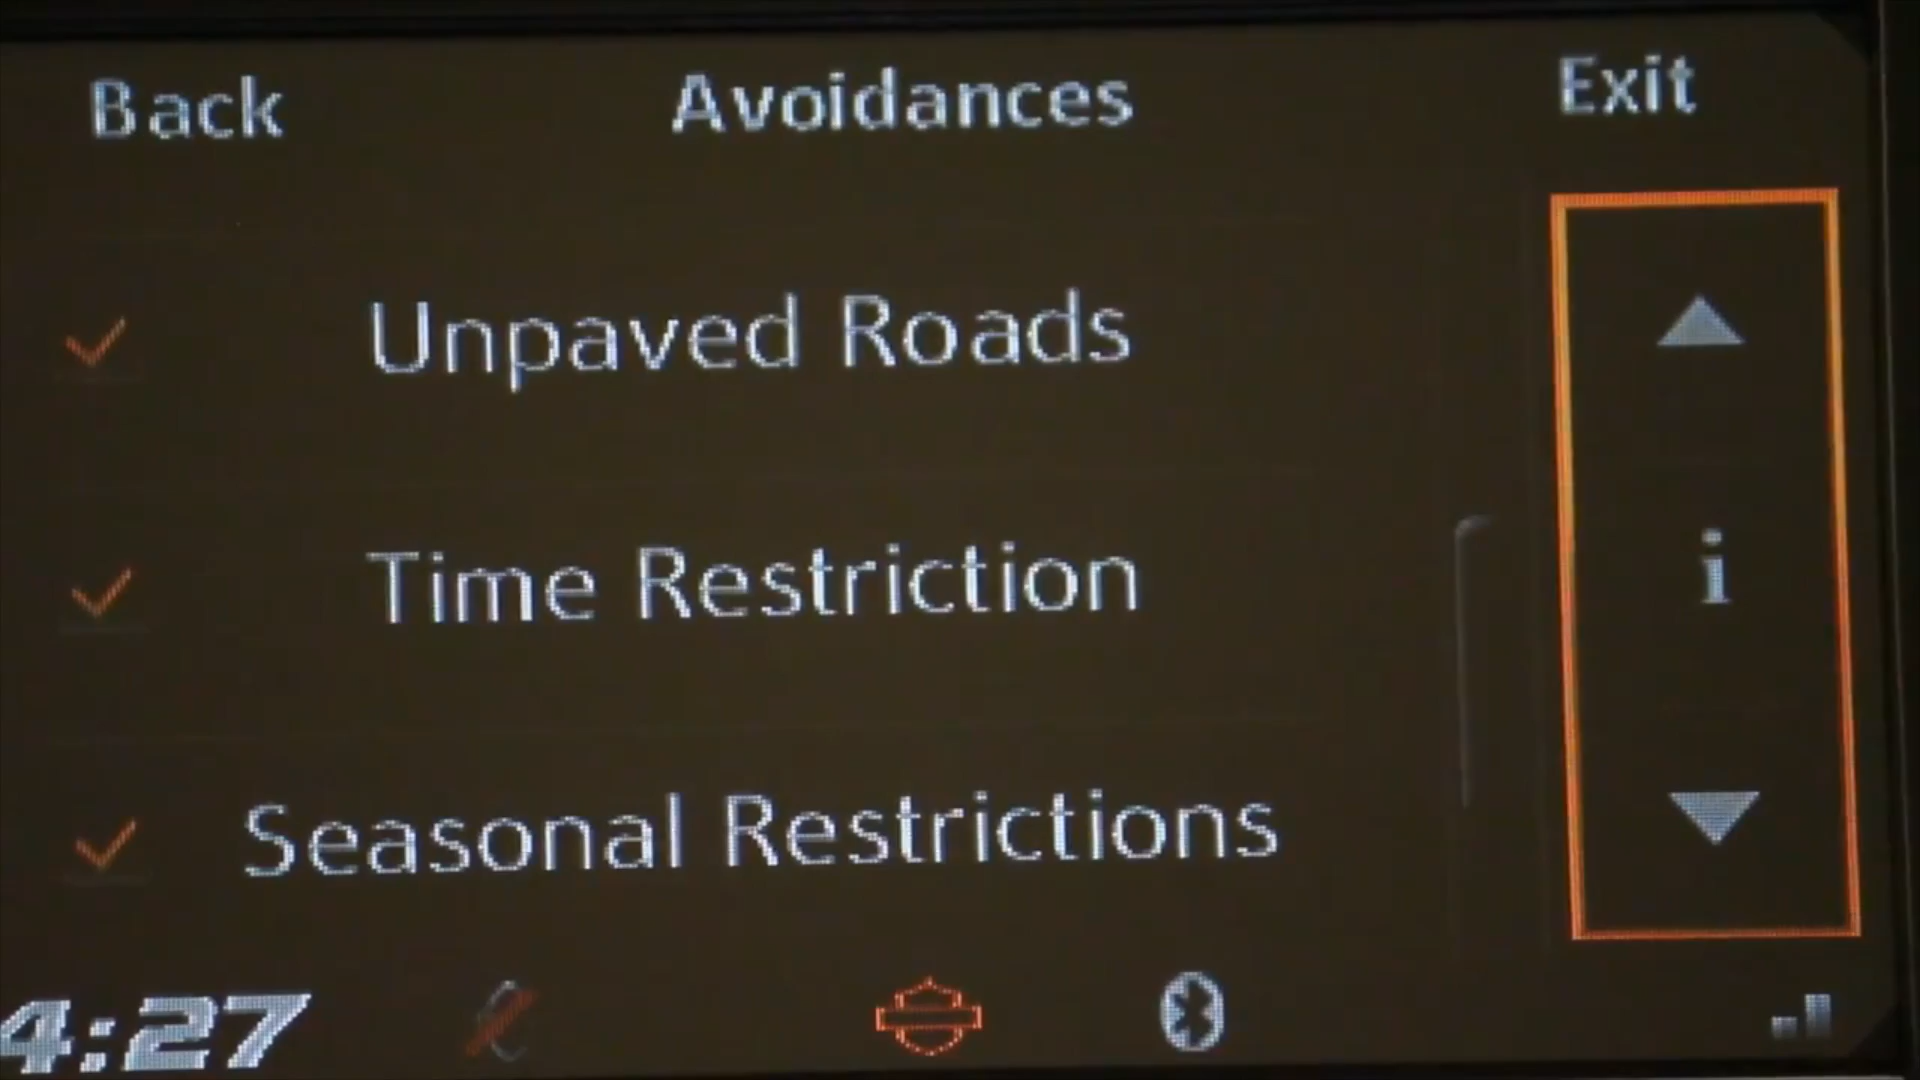 Back Avoidances Exit
Unpaved Roads
Time Restriction
i
Seasonal Restrictions
4:27